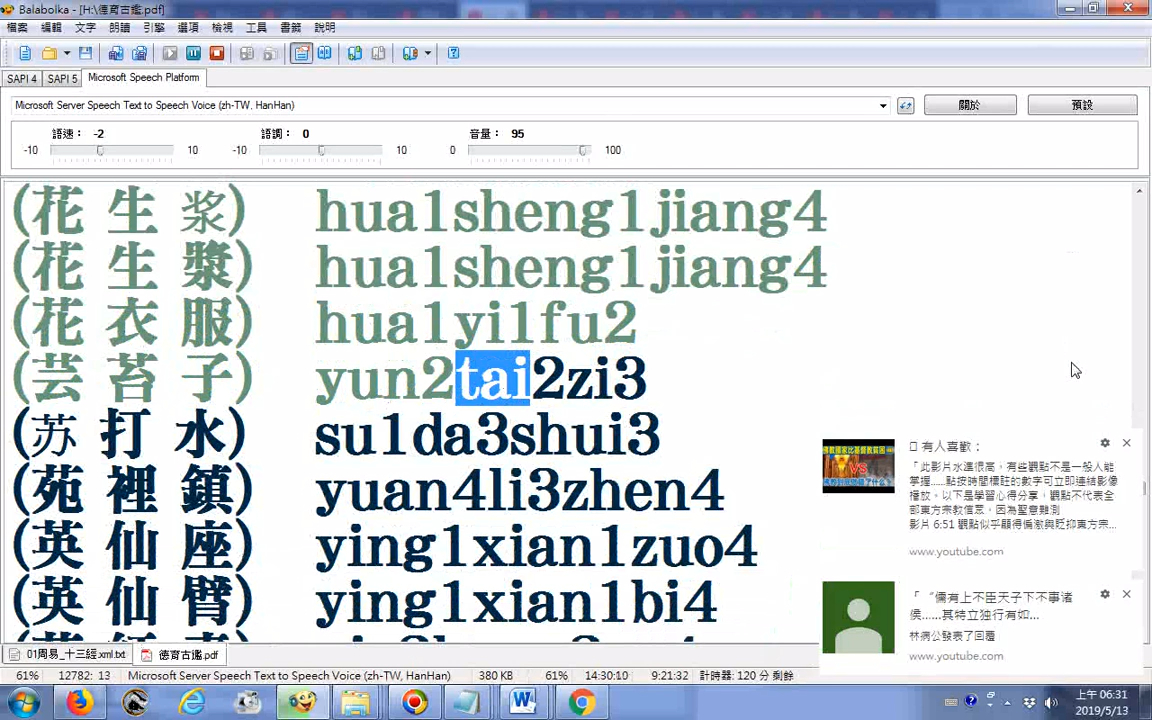 Balabolka - [H:\德育古鑑.pdf]
檔案 編輯 文字 朗讀 引擎 選項 檢視 工具 書籤 說明
SAPI 4 SAPI 5 Microsoft Speech Platform
Microsoft Server Speech Text to Speech Voice (zh-TW, HanHan)
關於 預設
語速： -2 語調： 0 音量： 95
-10 10 -10 10 0 100
(花 生 浆) hua1sheng1jiang4
(花 生 漿) hua1sheng1jiang4
(花 衣 服) hua1yi1fu2
(芸 苔 子) yun2tai2zi3
(苏 打 水) su1da3shui3
(苑 裡 鎮) yuan4li3zhen4
(英 仙 座) ying1xian1zuo4
(英 仙 臂) ying1xian1bi4
有人喜歡：
「此影片水準很高，有些觀點不是一般人能
掌握.....點按時間標註的數字可立即連結影像
播放。以下是學習心得分享，觀點不代表全
部東方宗教信眾，因為聖意難測
影片 6:51 觀點似乎顯得偏激與貶抑東方宗...
www.youtube.com
「 “儒有上不臣天子下不事诸
侯......其特立独行有如...
www.youtube.com
01周易_十三經.xml.txt 德育古鑑.pdf
61% 12782: 13 Microsoft Server Speech Text to Speech Voice (zh-TW, HanHan) 380 KB 61% 14:30:10 9:21:32 計時器: 120 分 剩餘
上午 06:31
2019/5/13